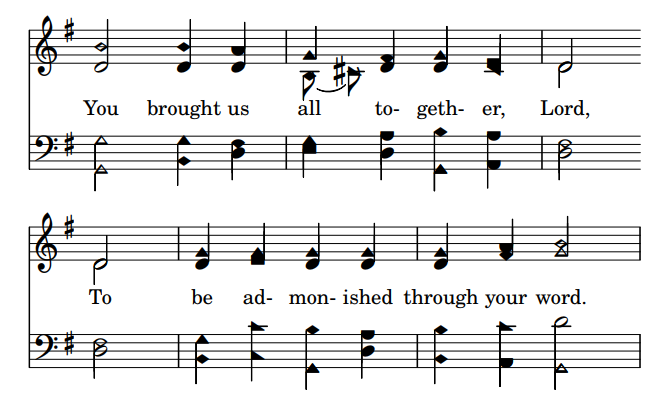 You brought us all to- geth- er, Lord,
To be ad- mon- ished through your word.